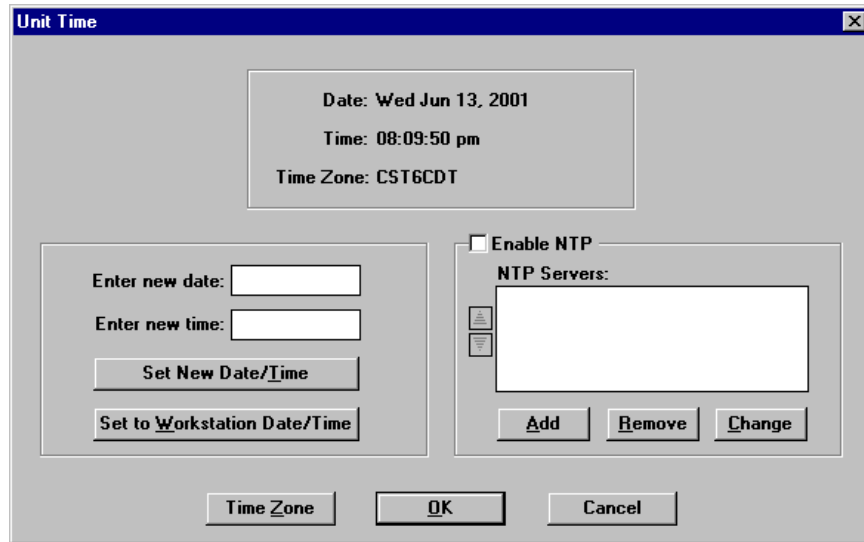 Unit Time
Date: Wed Jun 13, 2001
Time: 08:09:50 pm
Time Zone: CST6CDT
Enter new date:
Enter new time:
Set New Date/Time
Set to Workstation Date/Time
Enable NTP
NTP Servers:
Add Remove Change
Time Zone OK Cancel